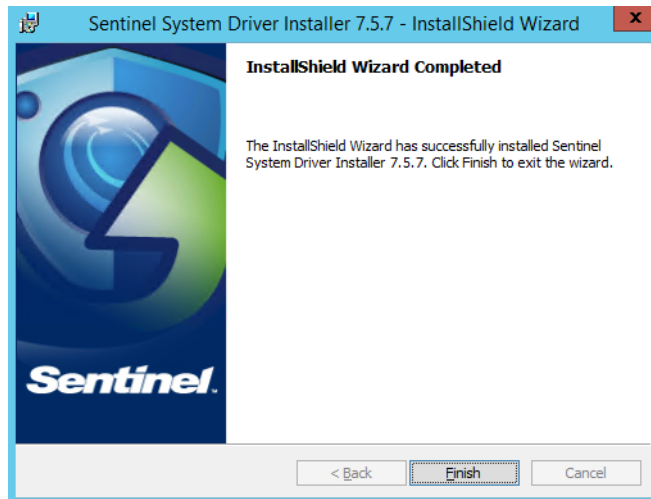 Sentinel System Driver Installer 7.5.7 - InstallShield Wizard
x
InstallShield Wizard Completed
The InstallShield Wizard has successfully installed Sentinel
System Driver Installer 7.5.7. Click Finish to exit the wizard.
Sentinel.
< Back
Finish
Cancel